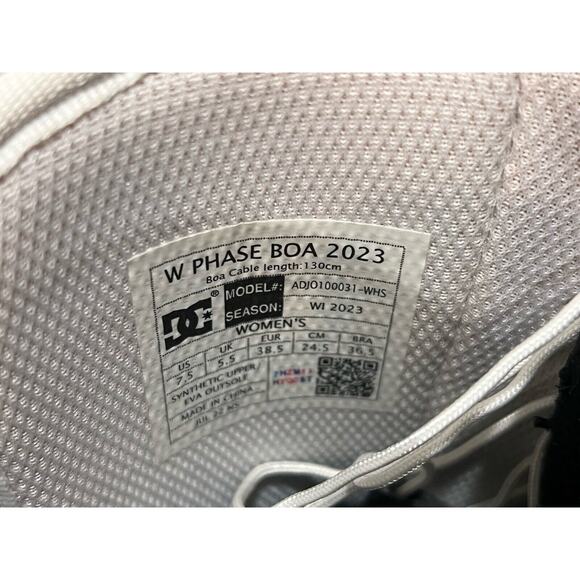 W PHASE BOA 2023
Boa Cable length:130cm
DC ®
MODEL#: ADJO100031-WHS
SEASON: WI 2023
WOMEN'S
US UK EUR CM BRA
7.5 5.5 38.5 24.5 36.5
SYNTHETIC UPPER
EVA OUTSOLE
MADE IN CHINA